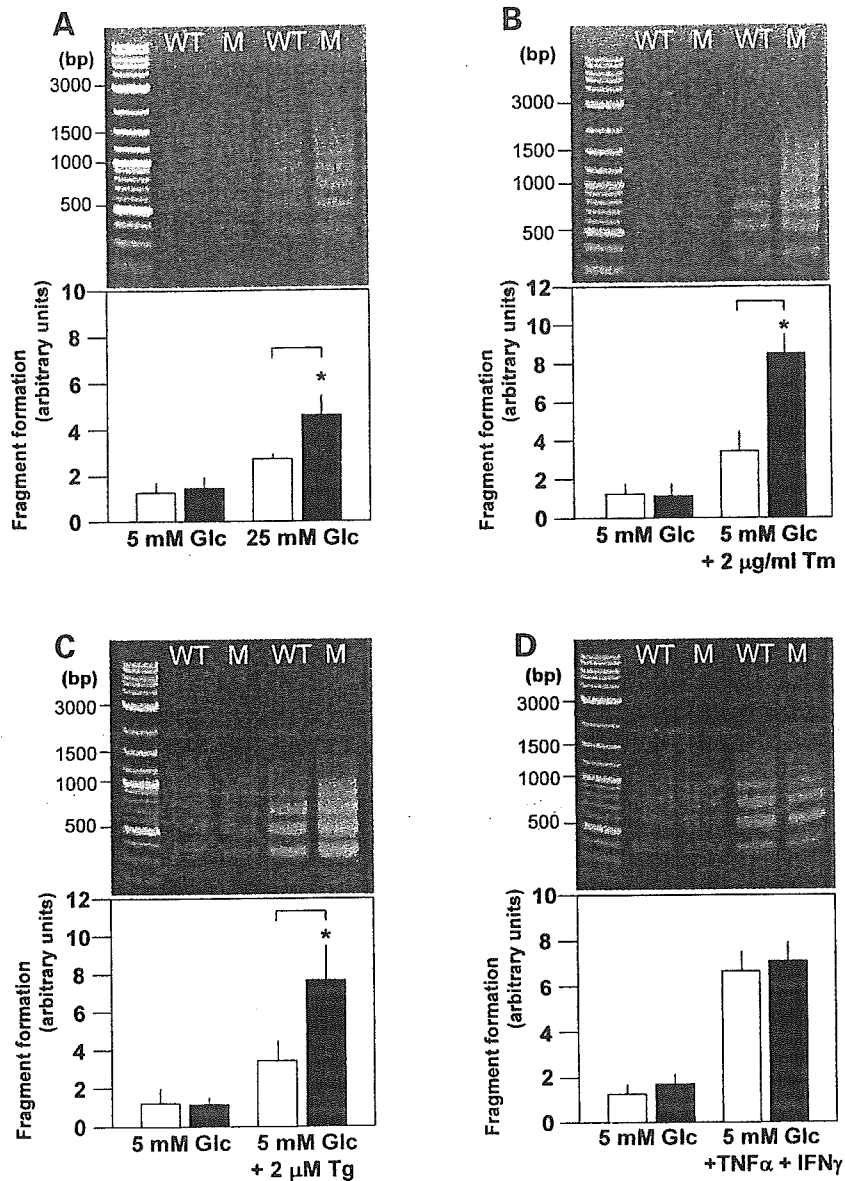 A
(bp)
WT M WT M
3000
1500
1000
500
Fragment formation
(arbitrary units)
10
8
6
4
2
0
5 mM Glc 25 mM Glc
*
B
(bp)
WT M WT M
3000
1500
1000
500
Fragment formation
(arbitrary units)
12
10
8
6
4
2
0
*
5 mM Glc 5 mM Glc
+ 2 μg/ml Tm
C
(bp)
WT M WT M
3000
1500
1000
500
Fragment formation
(arbitrary units)
12
10
8
6
4
2
0
*
5 mM Glc 5 mM Glc
+ 2 μM Tg
D
(bp)
WT M WT M
3000
1500
1000
500
Fragment formation
(arbitrary units)
10
8
6
4
2
0
5 mM Glc 5 mM Glc
+TNFα + IFNγ